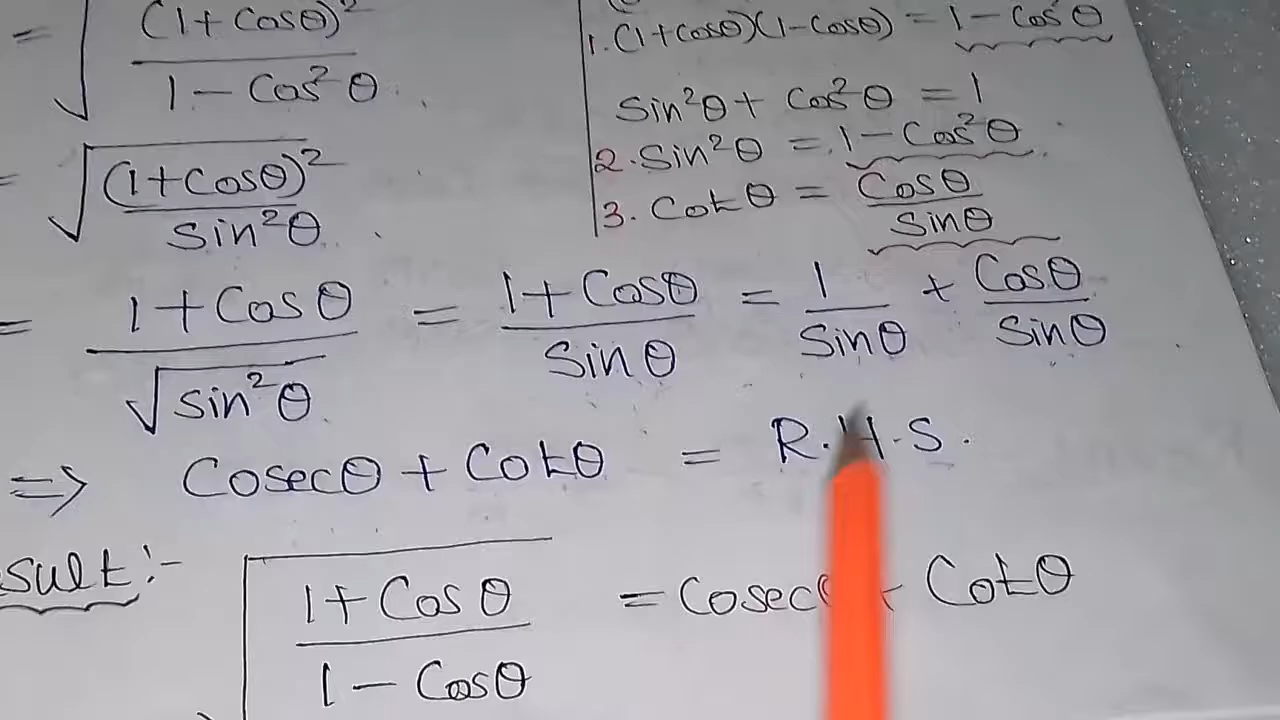 = √((1+Cosθ)² / (1 - Cos²θ))
1. (1+Cosθ)(1-Cosθ) = 1 - Cos²θ
Sin²θ + Cos²θ = 1
2. Sin²θ = 1 - Cos²θ
3. Cotθ = Cosθ / Sinθ
= √((1+Cosθ)² / Sin²θ)
= (1 + Cosθ) / √(Sin²θ) = (1 + Cosθ) / Sinθ = 1 / Sinθ + Cosθ / Sinθ
=> Cosecθ + Cotθ = R.H.S.
sult :- √((1 + Cosθ) / (1 - Cosθ)) = Cosec Cotθ